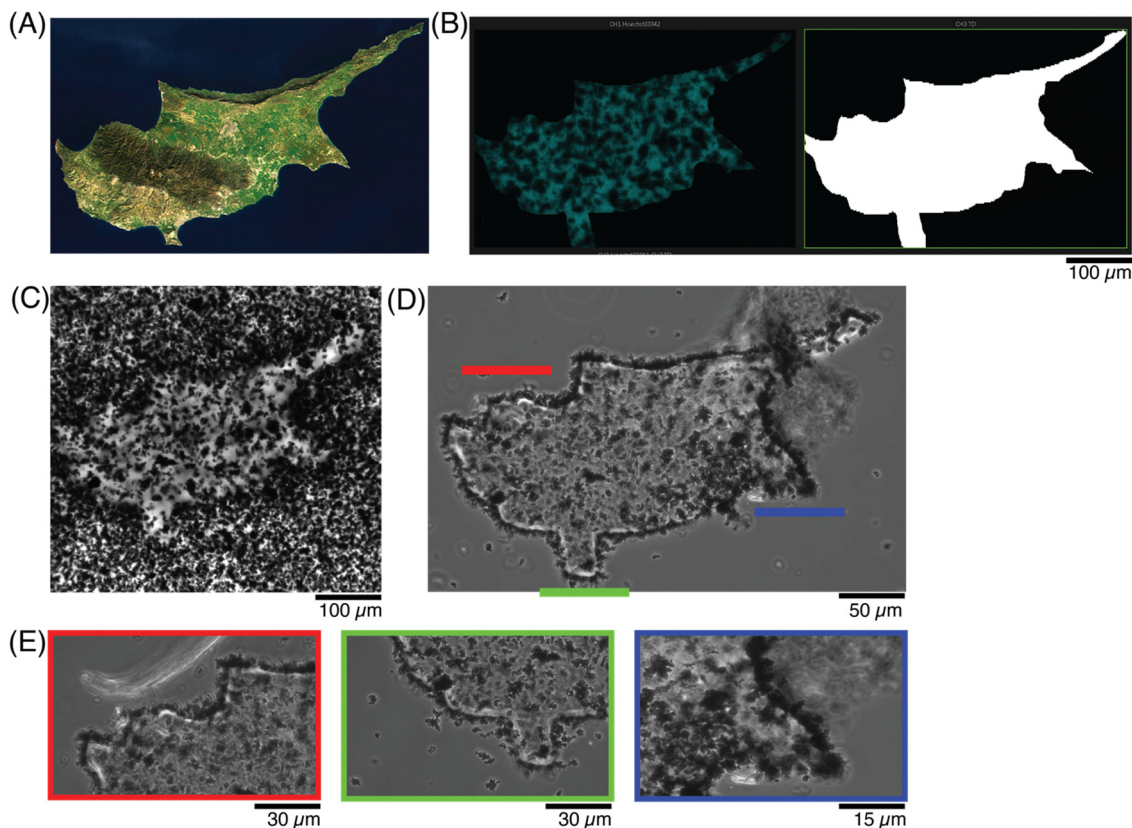 (A)
(B)
CH1 Hoechst33342
CH3 TD
100 µm
(C)
(D)
100 µm
50 µm
(E)
30 µm
30 µm
15 µm